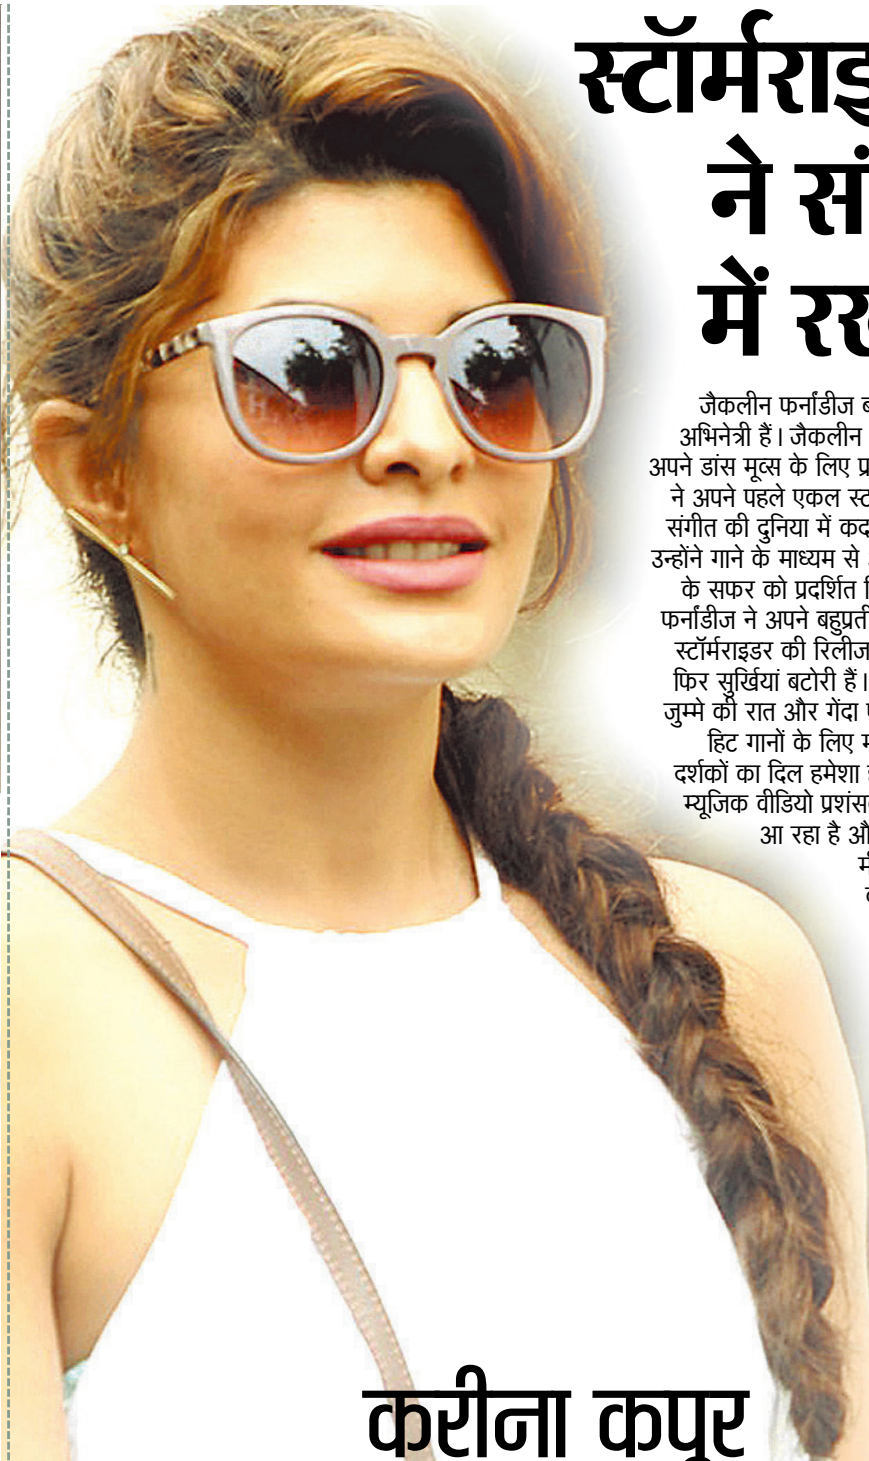 स्टॉर्मराइ
ने सं
में रख
जैकलीन फर्नांडीज ब
अभिनेत्री हैं। जैकलीन
अपने डांस मूव्स के लिए प्र
ने अपने पहले एकल स्ट
संगीत की दुनिया में कद
उन्होंने गाने के माध्यम से
के सफर को प्रदर्शित
फर्नांडीज ने अपने बहुप्रती
स्टॉर्मराइडर की रिलीज
फिर सुर्खियां बटोरी हैं।
जुम्मे की रात और गेंदा
हिट गानों के लिए
दर्शकों का दिल हमेशा
म्यूजिक वीडियो प्रशंस
आ रहा है औ
करीना कपूर